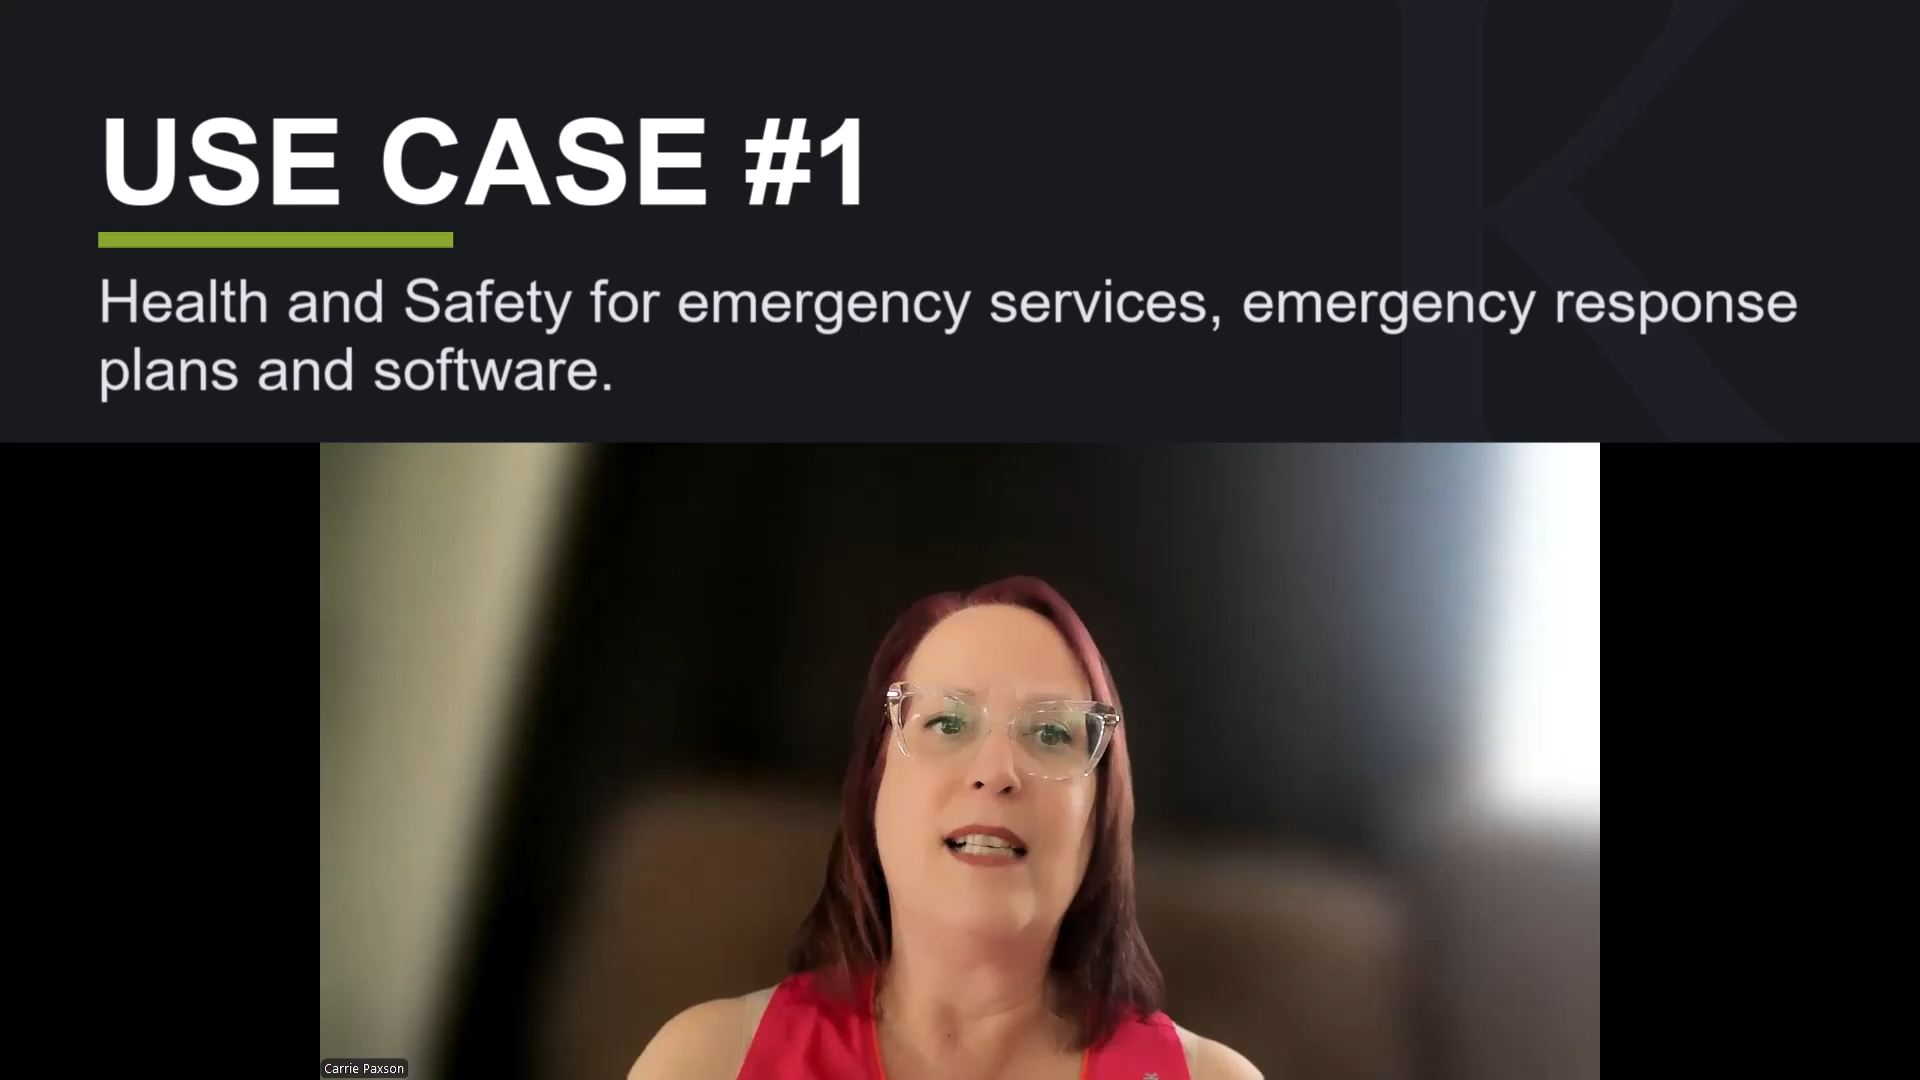 USE CASE #1
Health and Safety for emergency services, emergency response
plans and software.
Carrie Paxson